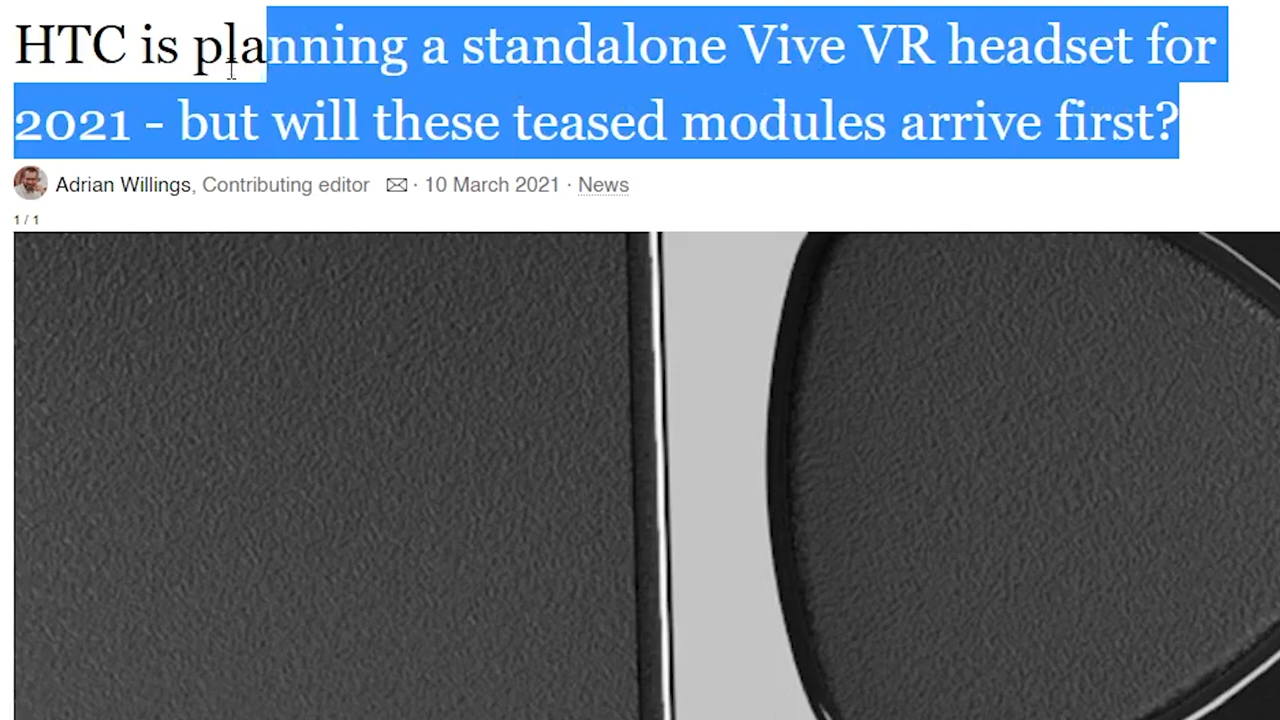 HTC is planning a standalone Vive VR headset for
2021 - but will these teased modules arrive first?
Adrian Willings, Contributing editor · 10 March 2021 · News
1 / 1